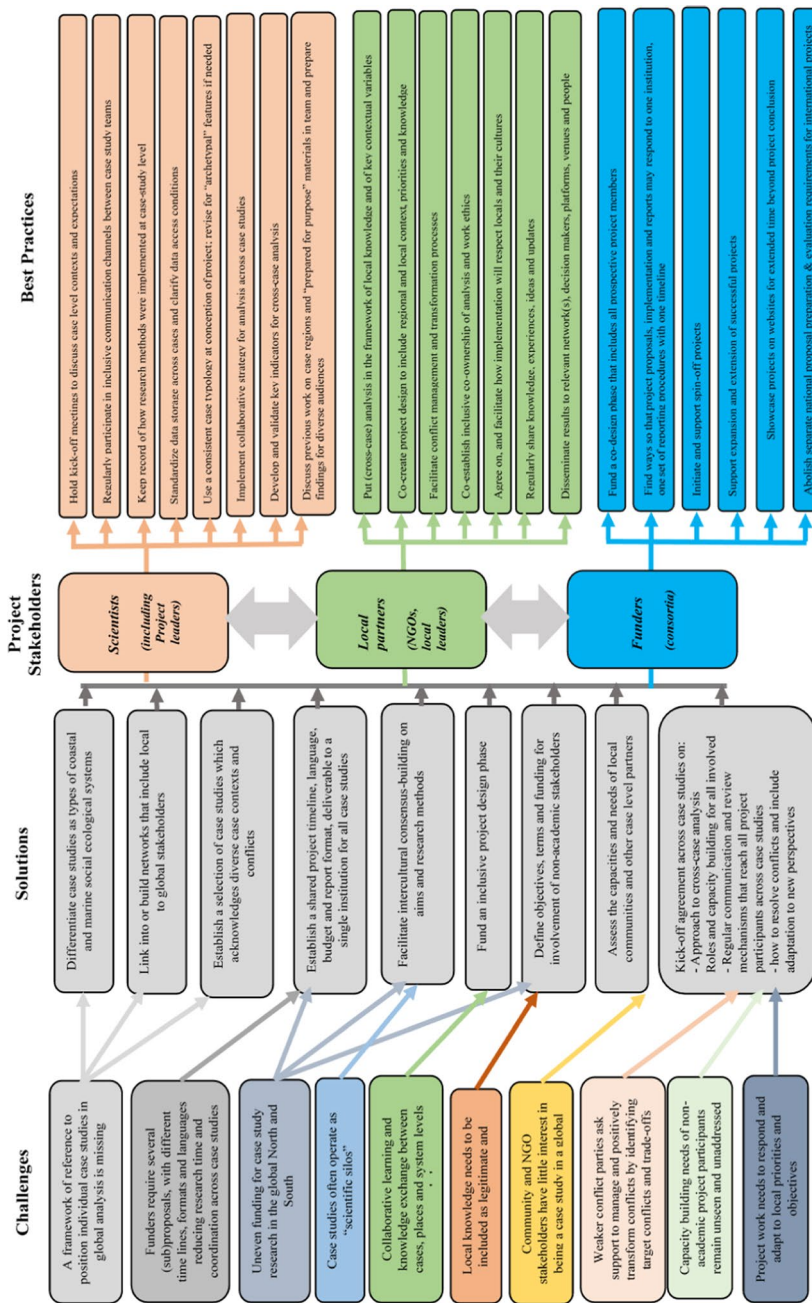 Challenges
A framework of reference to
position individual case studies in
global analysis is missing
Funders require several
(sub)proposals, with different
time lines, formats and languages
reducing research time and
coordination across case studies
Uneven funding for case study
research in the global North and
South
Case studies often operate as
“scientific silos”
Collaborative learning and
knowledge exchange between
cases, places and system levels
Local knowledge needs to be
included as legitimate and
Community and NGO
stakeholders have little interest in
being a case study in a global
Weaker conflict parties ask
support to manage and positively
transform conflicts by identifying
target conflicts and trade-offs
Capacity building needs of non-
academic project participants
remain unseen and unaddressed
Project work needs to respond and
adapt to local priorities and
objectives
Solutions
Differentiate case studies as types of coastal
and marine social ecological systems
Link into or build networks that include local
to global stakeholders
Establish a selection of case studies which
acknowledges diverse case contexts and
conflicts
Establish a shared project timeline, language,
budget and report format, deliverable to a
single institution for all case studies
Facilitate intercultural consensus-building on
aims and research methods
Fund an inclusive project design phase
Define objectives, terms and funding for
involvement of non-academic stakeholders
Assess the capacities and needs of local
communities and other case level partners
Kick-off agreement across case studies on:
- Approach to cross-case analysis
Roles and capacity building for all involved
- Regular communication and review
mechanisms that reach all project
participants across case studies
- how to resolve conflicts and include
adaptation to new perspectives
Project
Stakeholders
Scientists
(including
Project
leaders)
Local
partners
(NGOs,
local
leaders)
Funders
(consortia)
Best Practices
Hold kick-off meetings to discuss case level contexts and expectations
Regularly participate in inclusive communication channels between case study teams
Keep record of how research methods were implemented at case-study level
Standardize data storage across cases and clarify data access conditions
Use a consistent case typology at conception of project; revise for “archetypal” features if needed
Implement collaborative strategy for analysis across case studies
Develop and validate key indicators for cross-case analysis
Discuss previous work on case regions and “prepared for purpose” materials in team and prepare
findings for diverse audiences
Put (cross-case) analysis in the framework of local knowledge and of key contextual variables
Co-create project design to include regional and local context, priorities and knowledge
Facilitate conflict management and transformation processes
Co-establish inclusive co-ownership of analysis and work ethics
Agree on, and facilitate how implementation will respect locals and their cultures
Regularly share knowledge, experiences, ideas and updates
Disseminate results to relevant network(s), decision makers, platforms, venues and people
Fund a co-design phase that includes all prospective project members
Find ways so that project proposals, implementation and reports may respond to one institution,
one set of reporting procedures with one timeline
Initiate and support spin-off projects
Support expansion and extension of successful projects
Showcase projects on websites for extended time beyond project conclusion
Abolish separate national proposal preparation & evaluation requirements for international projects